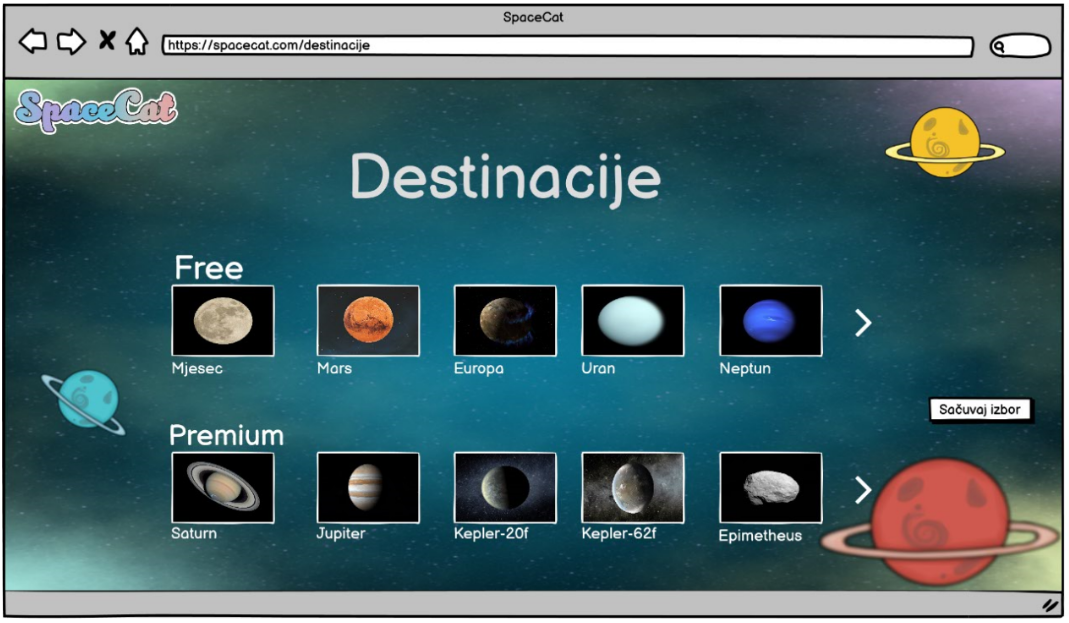 SpaceCat
https://spacecat.com/destinacije
SpaceCat
Destinacije
Free
Mjesec
Mars
Europa
Uran
Neptun
Sačuvaj izbor
Premium
Saturn
Jupiter
Kepler-20f
Kepler-62f
Epimetheus